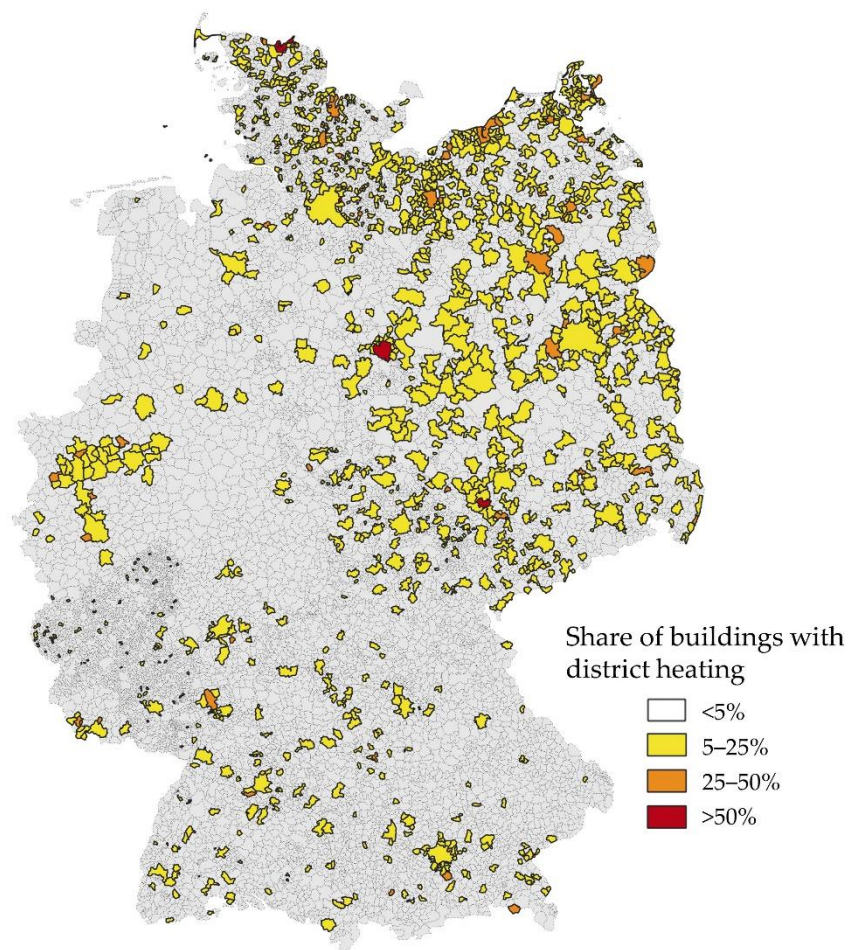 Share of buildings with
district heating
<5%
5–25%
25–50%
>50%